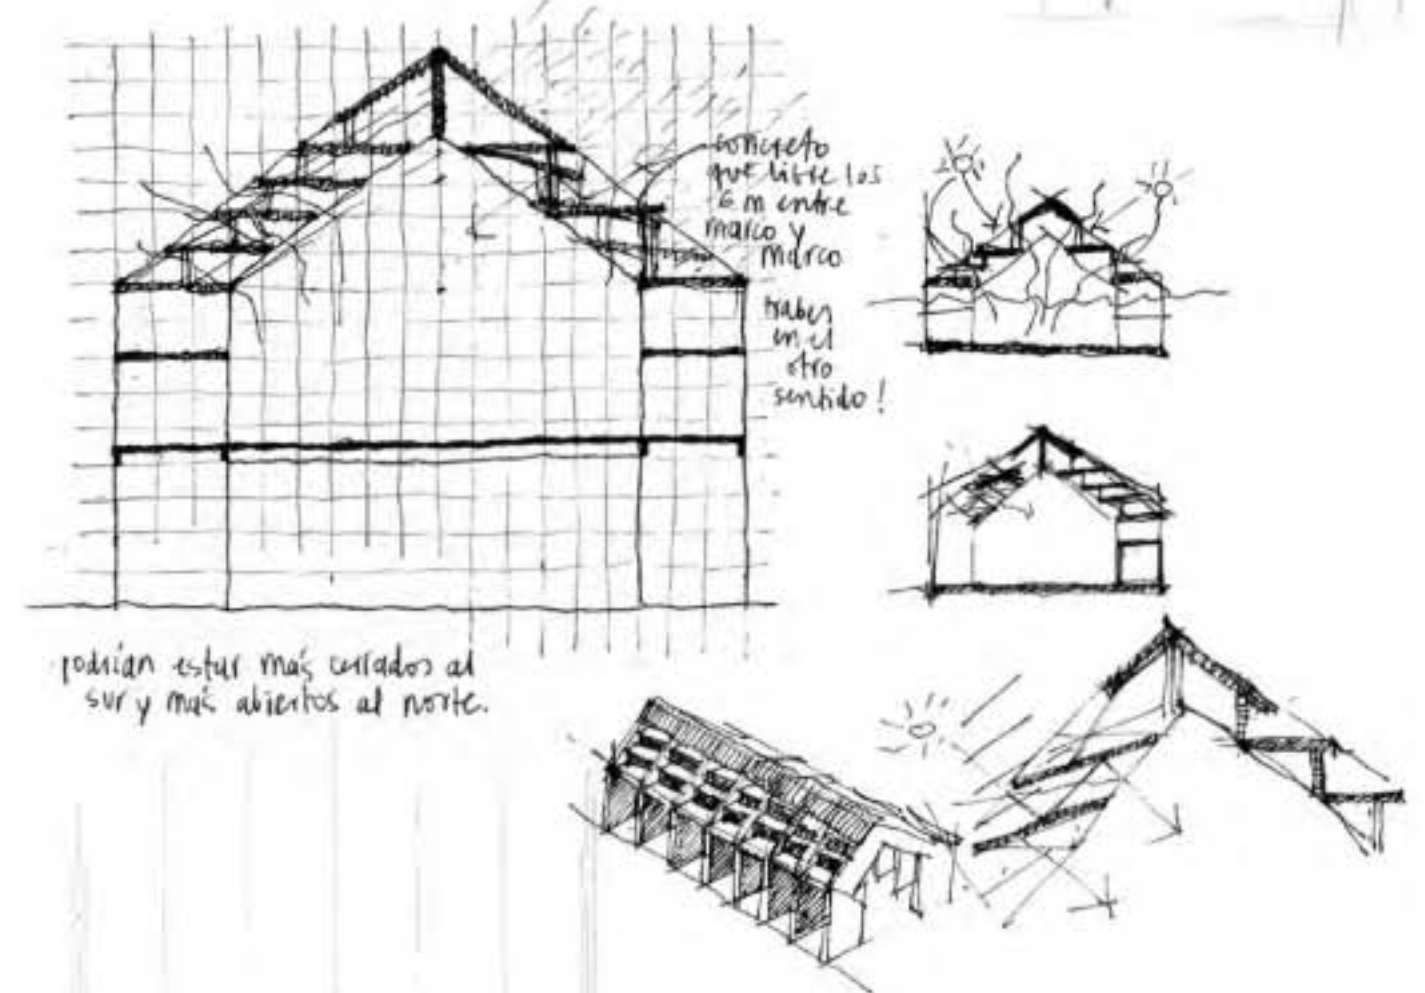 concreto
que libre los
6 m entre
marco y
marco
trabes
en el
otro
sentido!
podrían estar más cerrados al
sur y más abiertos al norte.